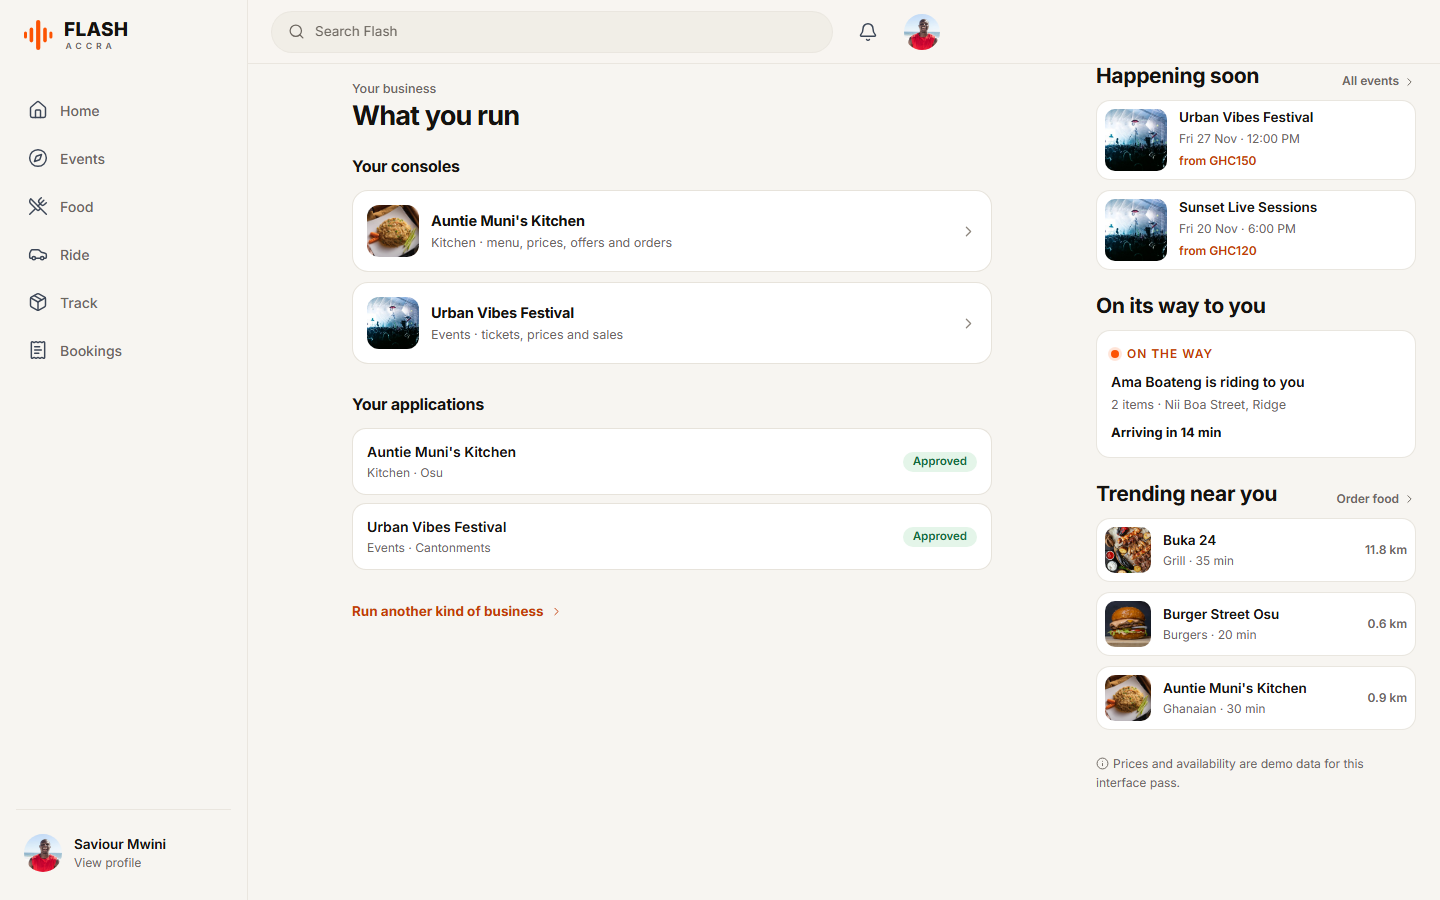 FLASH
ACCRA
Search Flash
Home
Events
Food
Ride
Track
Bookings
Saviour Mwini
View profile
Your business
What you run
Your consoles
Auntie Muni's Kitchen
Kitchen · menu, prices, offers and orders
Urban Vibes Festival
Events · tickets, prices and sales
Your applications
Auntie Muni's Kitchen
Kitchen · Osu
Approved
Urban Vibes Festival
Events · Cantonments
Approved
Run another kind of business
Happening soon
All events
Urban Vibes Festival
Fri 27 Nov · 12:00 PM
from GHC150
Sunset Live Sessions
Fri 20 Nov · 6:00 PM
from GHC120
On its way to you
ON THE WAY
Ama Boateng is riding to you
2 items · Nii Boa Street, Ridge
Arriving in 14 min
Trending near you
Order food
Buka 24
Grill · 35 min
11.8 km
Burger Street Osu
Burgers · 20 min
0.6 km
Auntie Muni's Kitchen
Ghanaian · 30 min
0.9 km
Prices and availability are demo data for this
interface pass.